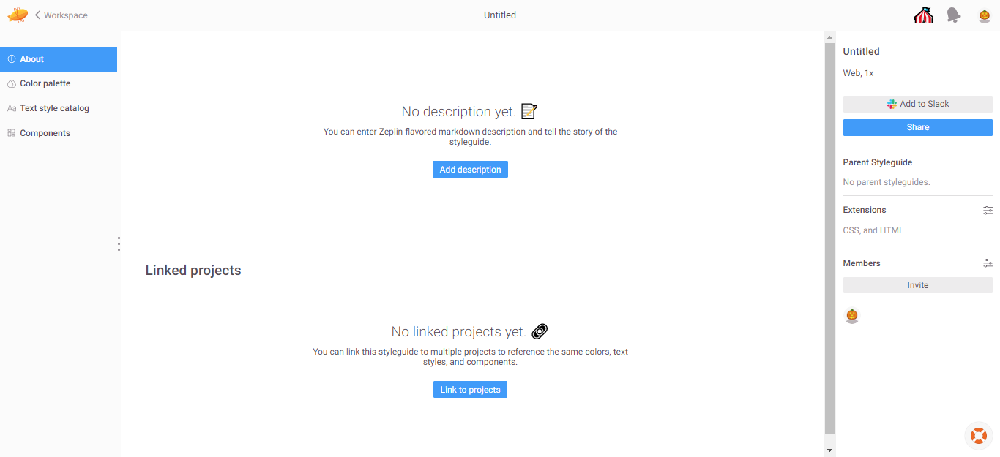 Workspace
Untitled
About
Color palette
Aa Text style catalog
Components
No description yet.
You can enter Zeplin flavored markdown description and tell the story of the
styleguide.
Add description
Linked projects
No linked projects yet.
You can link this styleguide to multiple projects to reference the same colors, text
styles, and components.
Link to projects
Untitled
Web, 1x
Add to Slack
Share
Parent Styleguide
No parent styleguides.
Extensions
CSS, and HTML
Members
Invite